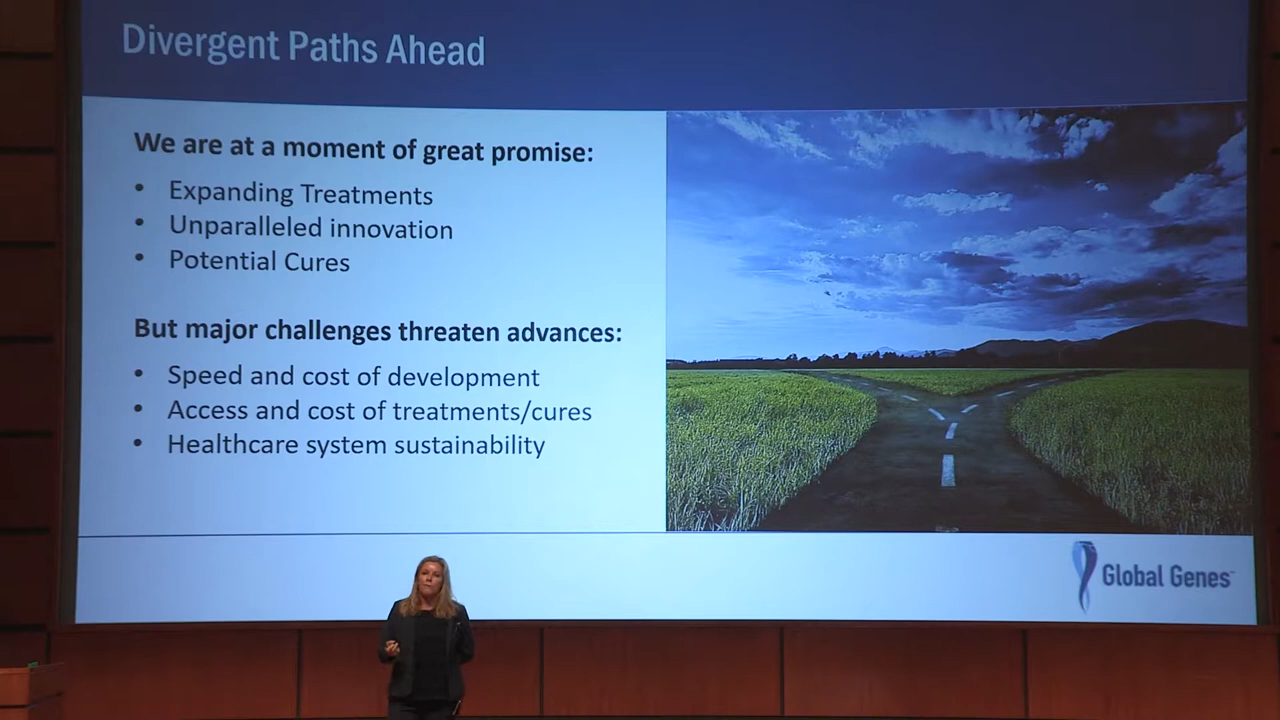 Divergent Paths Ahead
We are at a moment of great promise:
• Expanding Treatments
• Unparalleled innovation
• Potential Cures
But major challenges threaten advances:
• Speed and cost of development
• Access and cost of treatments/cures
• Healthcare system sustainability
Global Genes™